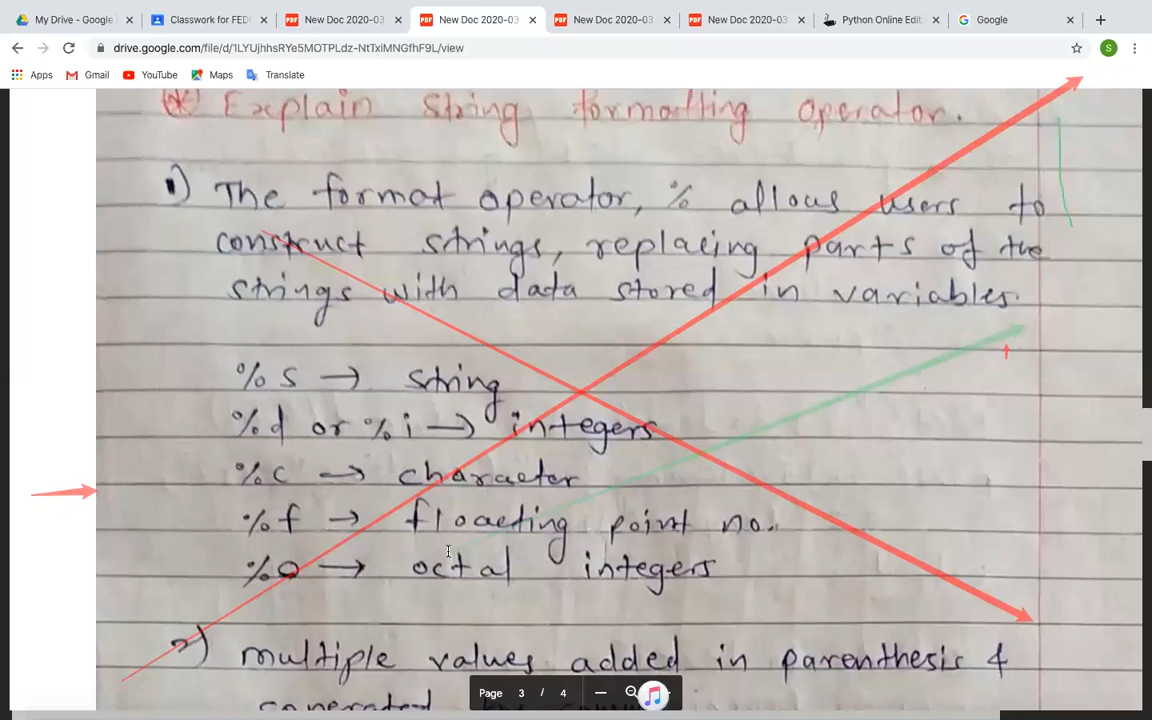 My Drive - Google
Classwork for FED
New Doc 2020-03
New Doc 2020-03
New Doc 2020-03
New Doc 2020-03
Python Online Edit
Google
drive.google.com/file/d/1LYUjhhsRYe5MOTPLdz-NtTxiMNGfhF9L/view
S
Apps
Gmail
YouTube
Maps
Translate
Explain String formatting operator.
1) The format operator, % allows users to
construct strings, replacing parts of the
strings with data stored in variables.
%s → string
%d or %i → integers
%c → character
%f → floacting point no.
%o → octal integers
2) multiple values added in parenthesis &
Page 3 / 4